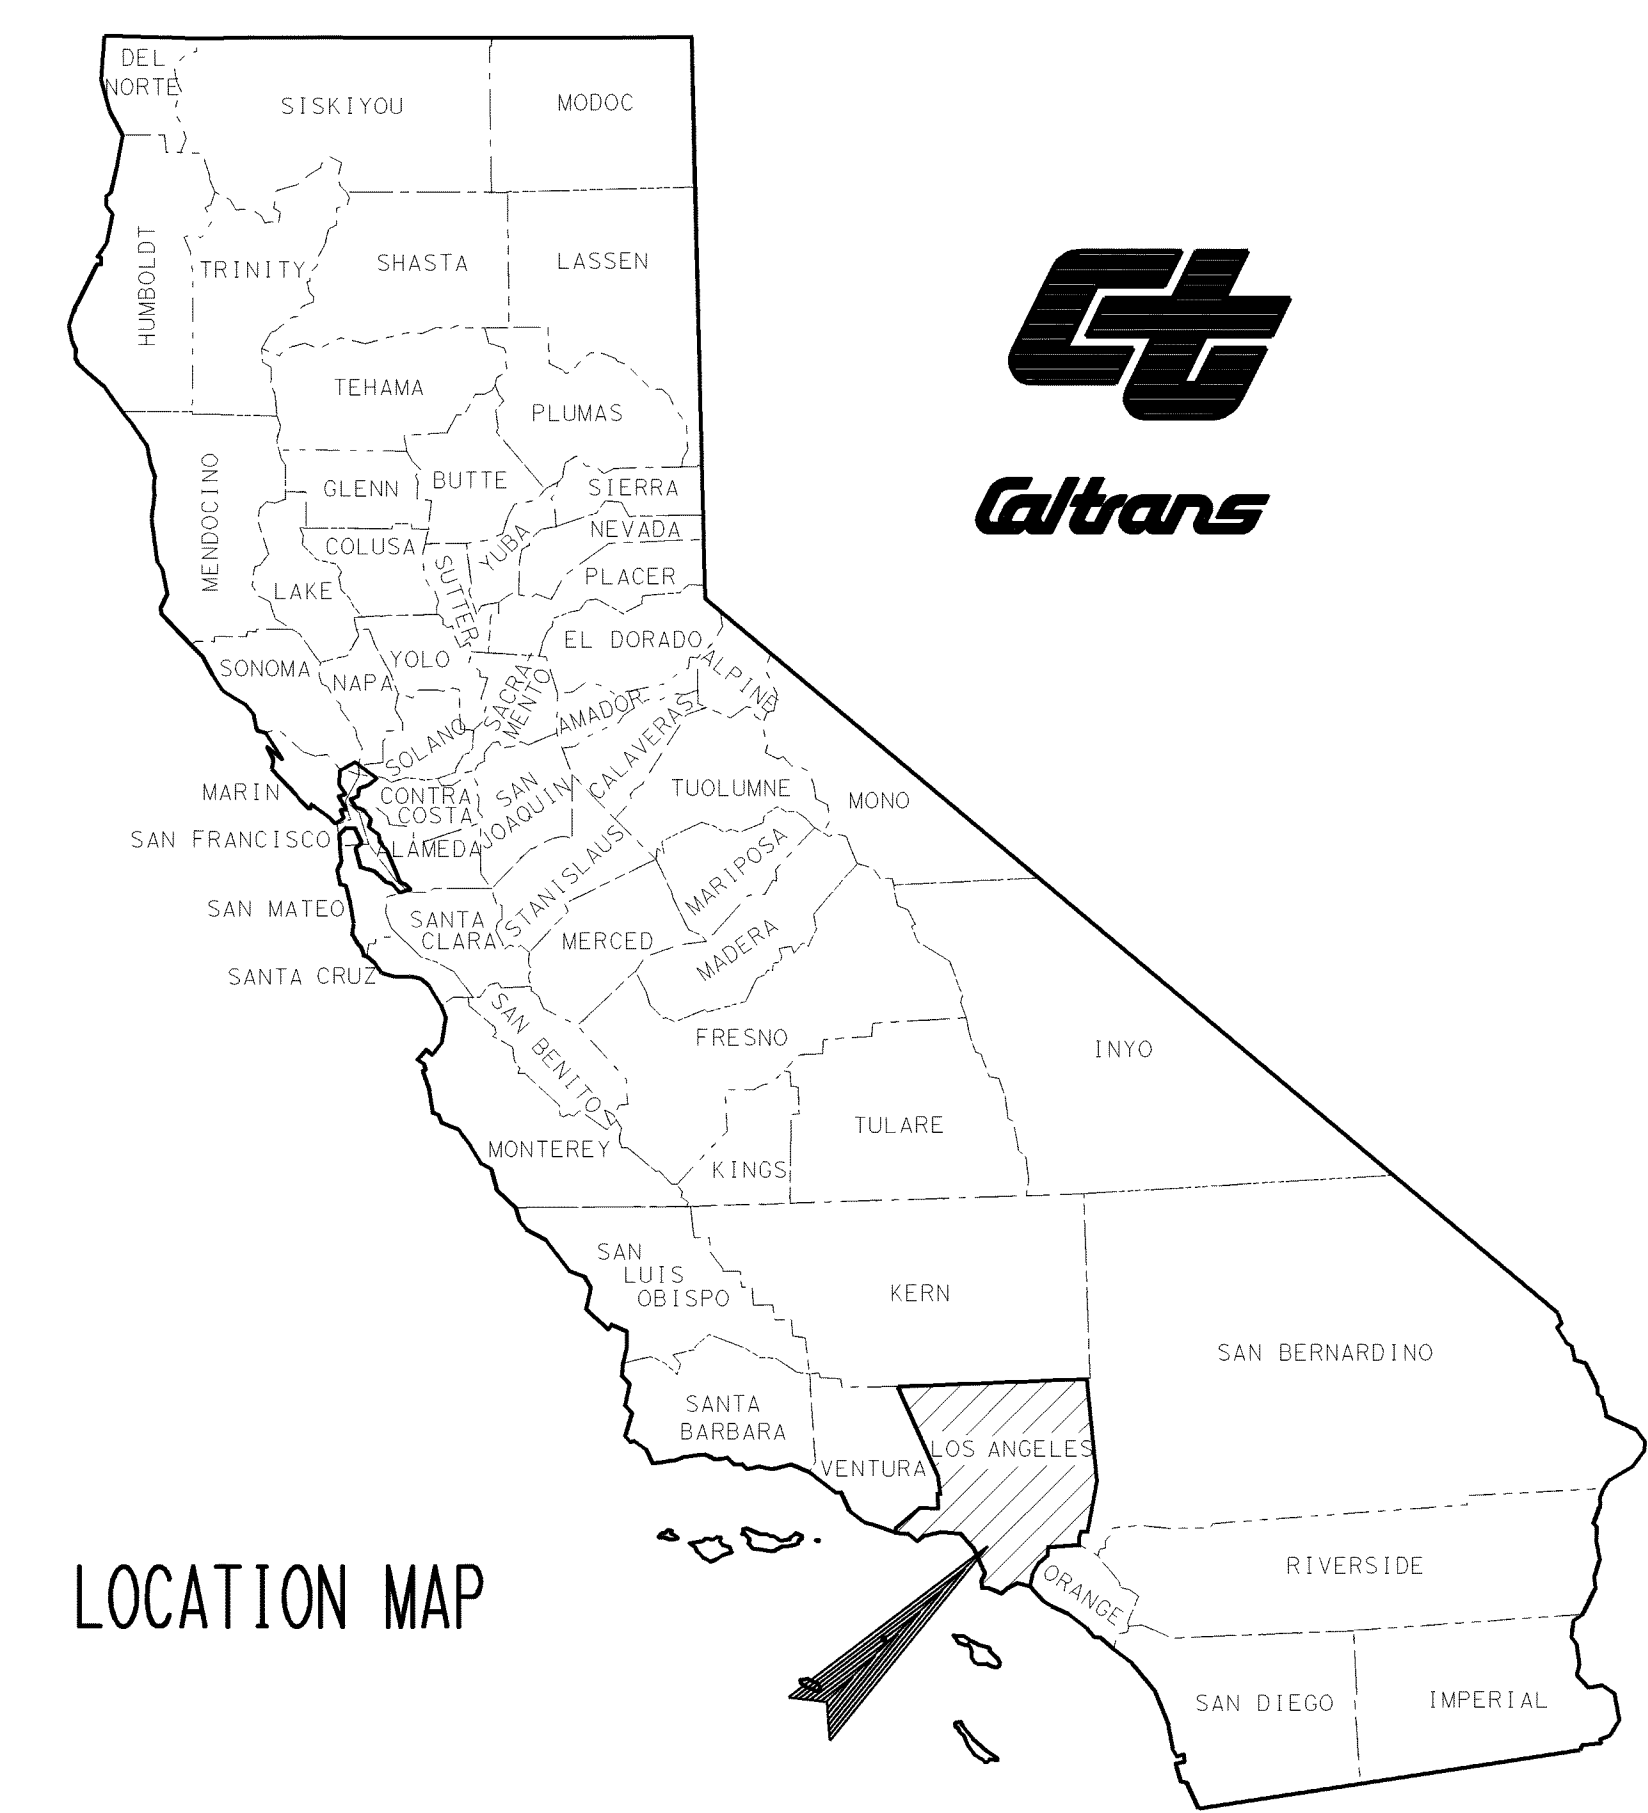 DEL
NORTE
SISKIYOU
MODOC
HUMBOLDT
TRINITY
SHASTA
LASSEN
Ct
Caltrans
TEHAMA
PLUMAS
MENDOCINO
GLENN
BUTTE
SIERRA
COLUSA
YUBA
NEVADA
LAKE
SUTTER
PLACER
SONOMA
NAPA
YOLO
EL DORADO
SACRA
MENTO
ALPINE
SOLANO
AMADOR
CALAVERAS
MARIN
CONTRA
COSTA
SAN
JOAQUIN
TUOLUMNE
MONO
SAN FRANCISCO
ALAMEDA
STANISLAUS
MARIPOSA
SAN MATEO
SANTA
CLARA
MERCED
MADERA
SANTA CRUZ
SAN BENITO
FRESNO
INYO
MONTEREY
KINGS
TULARE
SAN
LUIS
OBISPO
KERN
SAN BERNARDINO
SANTA
BARBARA
VENTURA
LOS ANGELES
ORANGE
RIVERSIDE
LOCATION MAP
SAN DIEGO
IMPERIAL